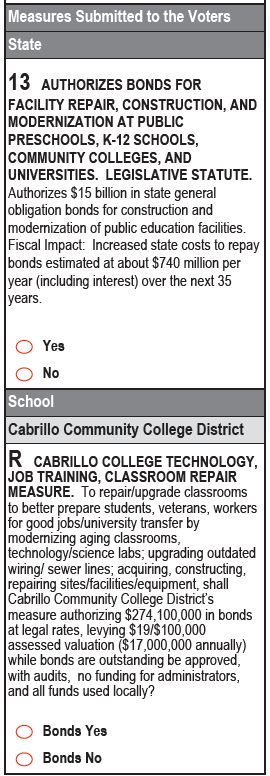 Measures Submitted to the Voters
State
13 AUTHORIZES BONDS FOR
FACILITY REPAIR, CONSTRUCTION, AND
MODERNIZATION AT PUBLIC
PRESCHOOLS, K-12 SCHOOLS,
COMMUNITY COLLEGES, AND
UNIVERSITIES. LEGISLATIVE STATUTE.
Authorizes $15 billion in state general
obligation bonds for construction and
modernization of public education facilities.
Fiscal Impact: Increased state costs to repay
bonds estimated at about $740 million per
year (including interest) over the next 35
years.
Yes
No
School
Cabrillo Community College District
R CABRILLO COLLEGE TECHNOLOGY,
JOB TRAINING, CLASSROOM REPAIR
MEASURE. To repair/upgrade classrooms
to better prepare students, veterans, workers
for good jobs/university transfer by
modernizing aging classrooms,
technology/science labs; upgrading outdated
wiring/ sewer lines; acquiring, constructing,
repairing sites/facilities/equipment, shall
Cabrillo Community College District's
measure authorizing $274,100,000 in bonds
at legal rates, levying $19/$100,000
assessed valuation ($17,000,000 annually)
while bonds are outstanding be approved,
with audits, no funding for administrators,
and all funds used locally?
Bonds Yes
Bonds No